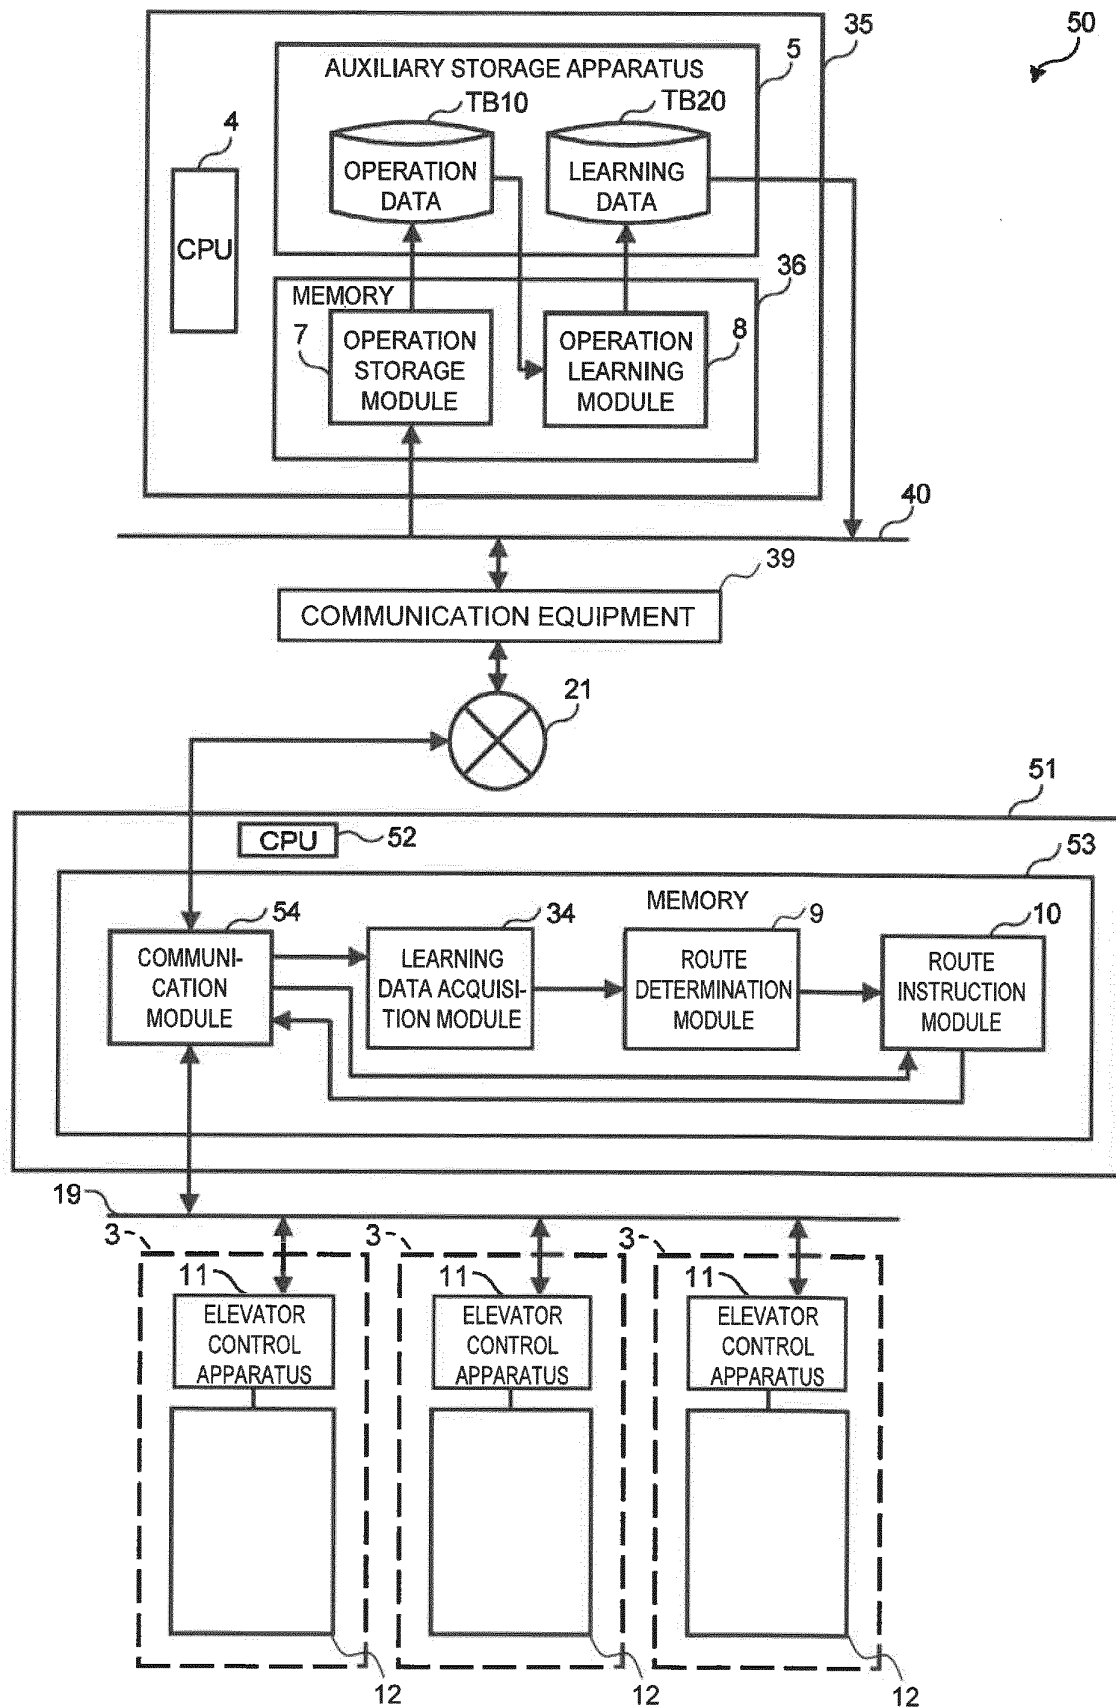 50
35
5
AUXILIARY STORAGE APPARATUS
TB10
TB20
4
OPERATION
DATA
LEARNING
DATA
CPU
36
MEMORY
7
8
OPERATION
STORAGE
MODULE
OPERATION
LEARNING
MODULE
40
39
COMMUNICATION EQUIPMENT
21
51
CPU
52
53
MEMORY
54
34
9
10
COMMUNI-
CATION
MODULE
LEARNING
DATA ACQUISI-
TION MODULE
ROUTE
DETERMINATION
MODULE
ROUTE
INSTRUCTION
MODULE
19
3
3
3
11
11
11
ELEVATOR
CONTROL
APPARATUS
ELEVATOR
CONTROL
APPARATUS
ELEVATOR
CONTROL
APPARATUS
12
12
12